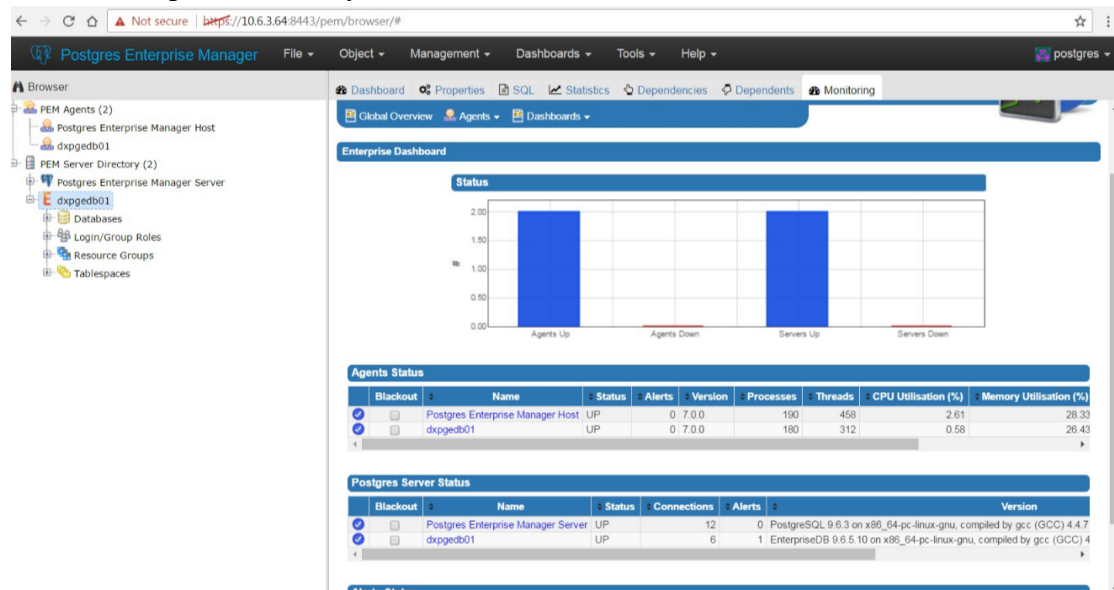 Not secure | https://10.6.3.64:8443/pem/browser/#
Postgres Enterprise Manager File Object Management Dashboards Tools Help postgres
Browser
Dashboard Properties SQL Statistics Dependencies Dependents Monitoring
PEM Agents (2)
Postgres Enterprise Manager Host
dxpgedb01
PEM Server Directory (2)
Postgres Enterprise Manager Server
dxpgedb01
Databases
Login/Group Roles
Resource Groups
Tablespaces
Global Overview Agents Dashboards
Enterprise Dashboard
Status
2.00
1.50
1.00
0.50
0.00
#
Agents Up Agents Down Servers Up Servers Down
Agents Status
Blackout Name Status Alerts Version Processes Threads CPU Utilisation (%) Memory Utilisation (%)
Postgres Enterprise Manager Host UP 0 7.0.0 190 458 2.61 28.33
dxpgedb01 UP 0 7.0.0 180 312 0.58 26.43
Postgres Server Status
Blackout Name Status Connections Alerts Version
Postgres Enterprise Manager Server UP 12 0 PostgreSQL 9.6.3 on x86_64-pc-linux-gnu, compiled by gcc (GCC) 4.4.7
dxpgedb01 UP 6 1 EnterpriseDB 9.6.5.10 on x86_64-pc-linux-gnu, compiled by gcc (GCC) 4